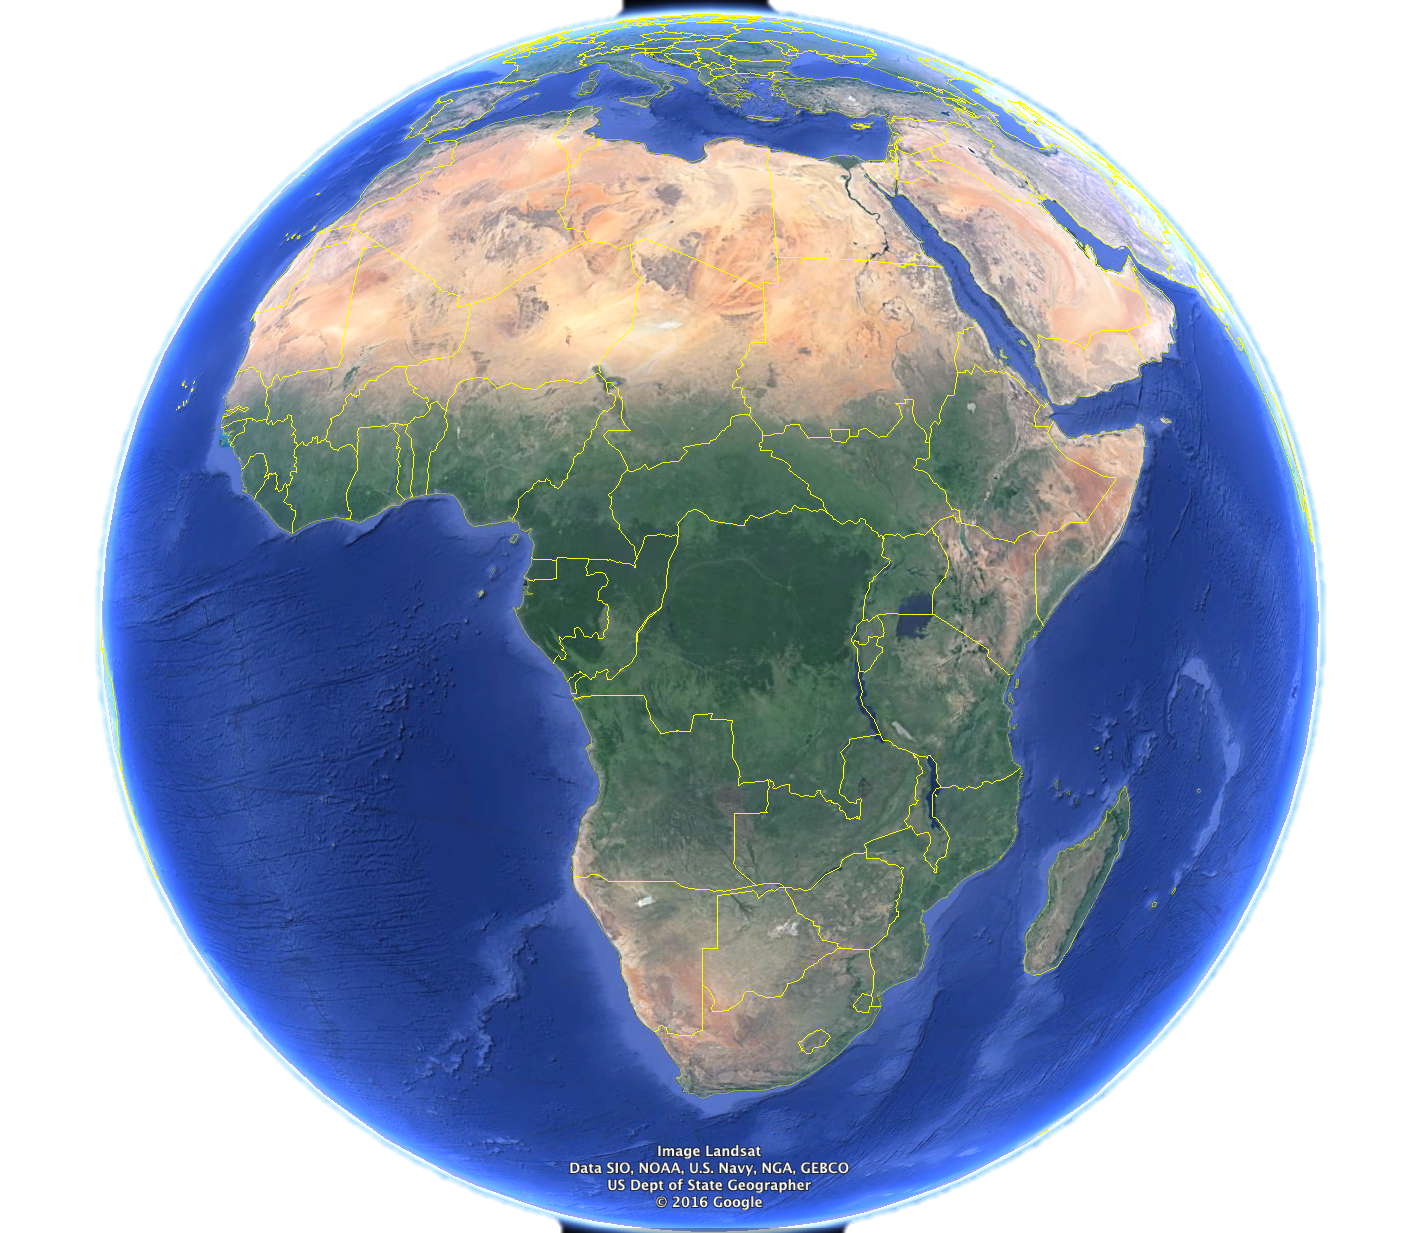 Image Landsat
Data SIO, NOAA, U.S. Navy, NGA, GEBCO
US Dept of State Geographer
© 2016 Google